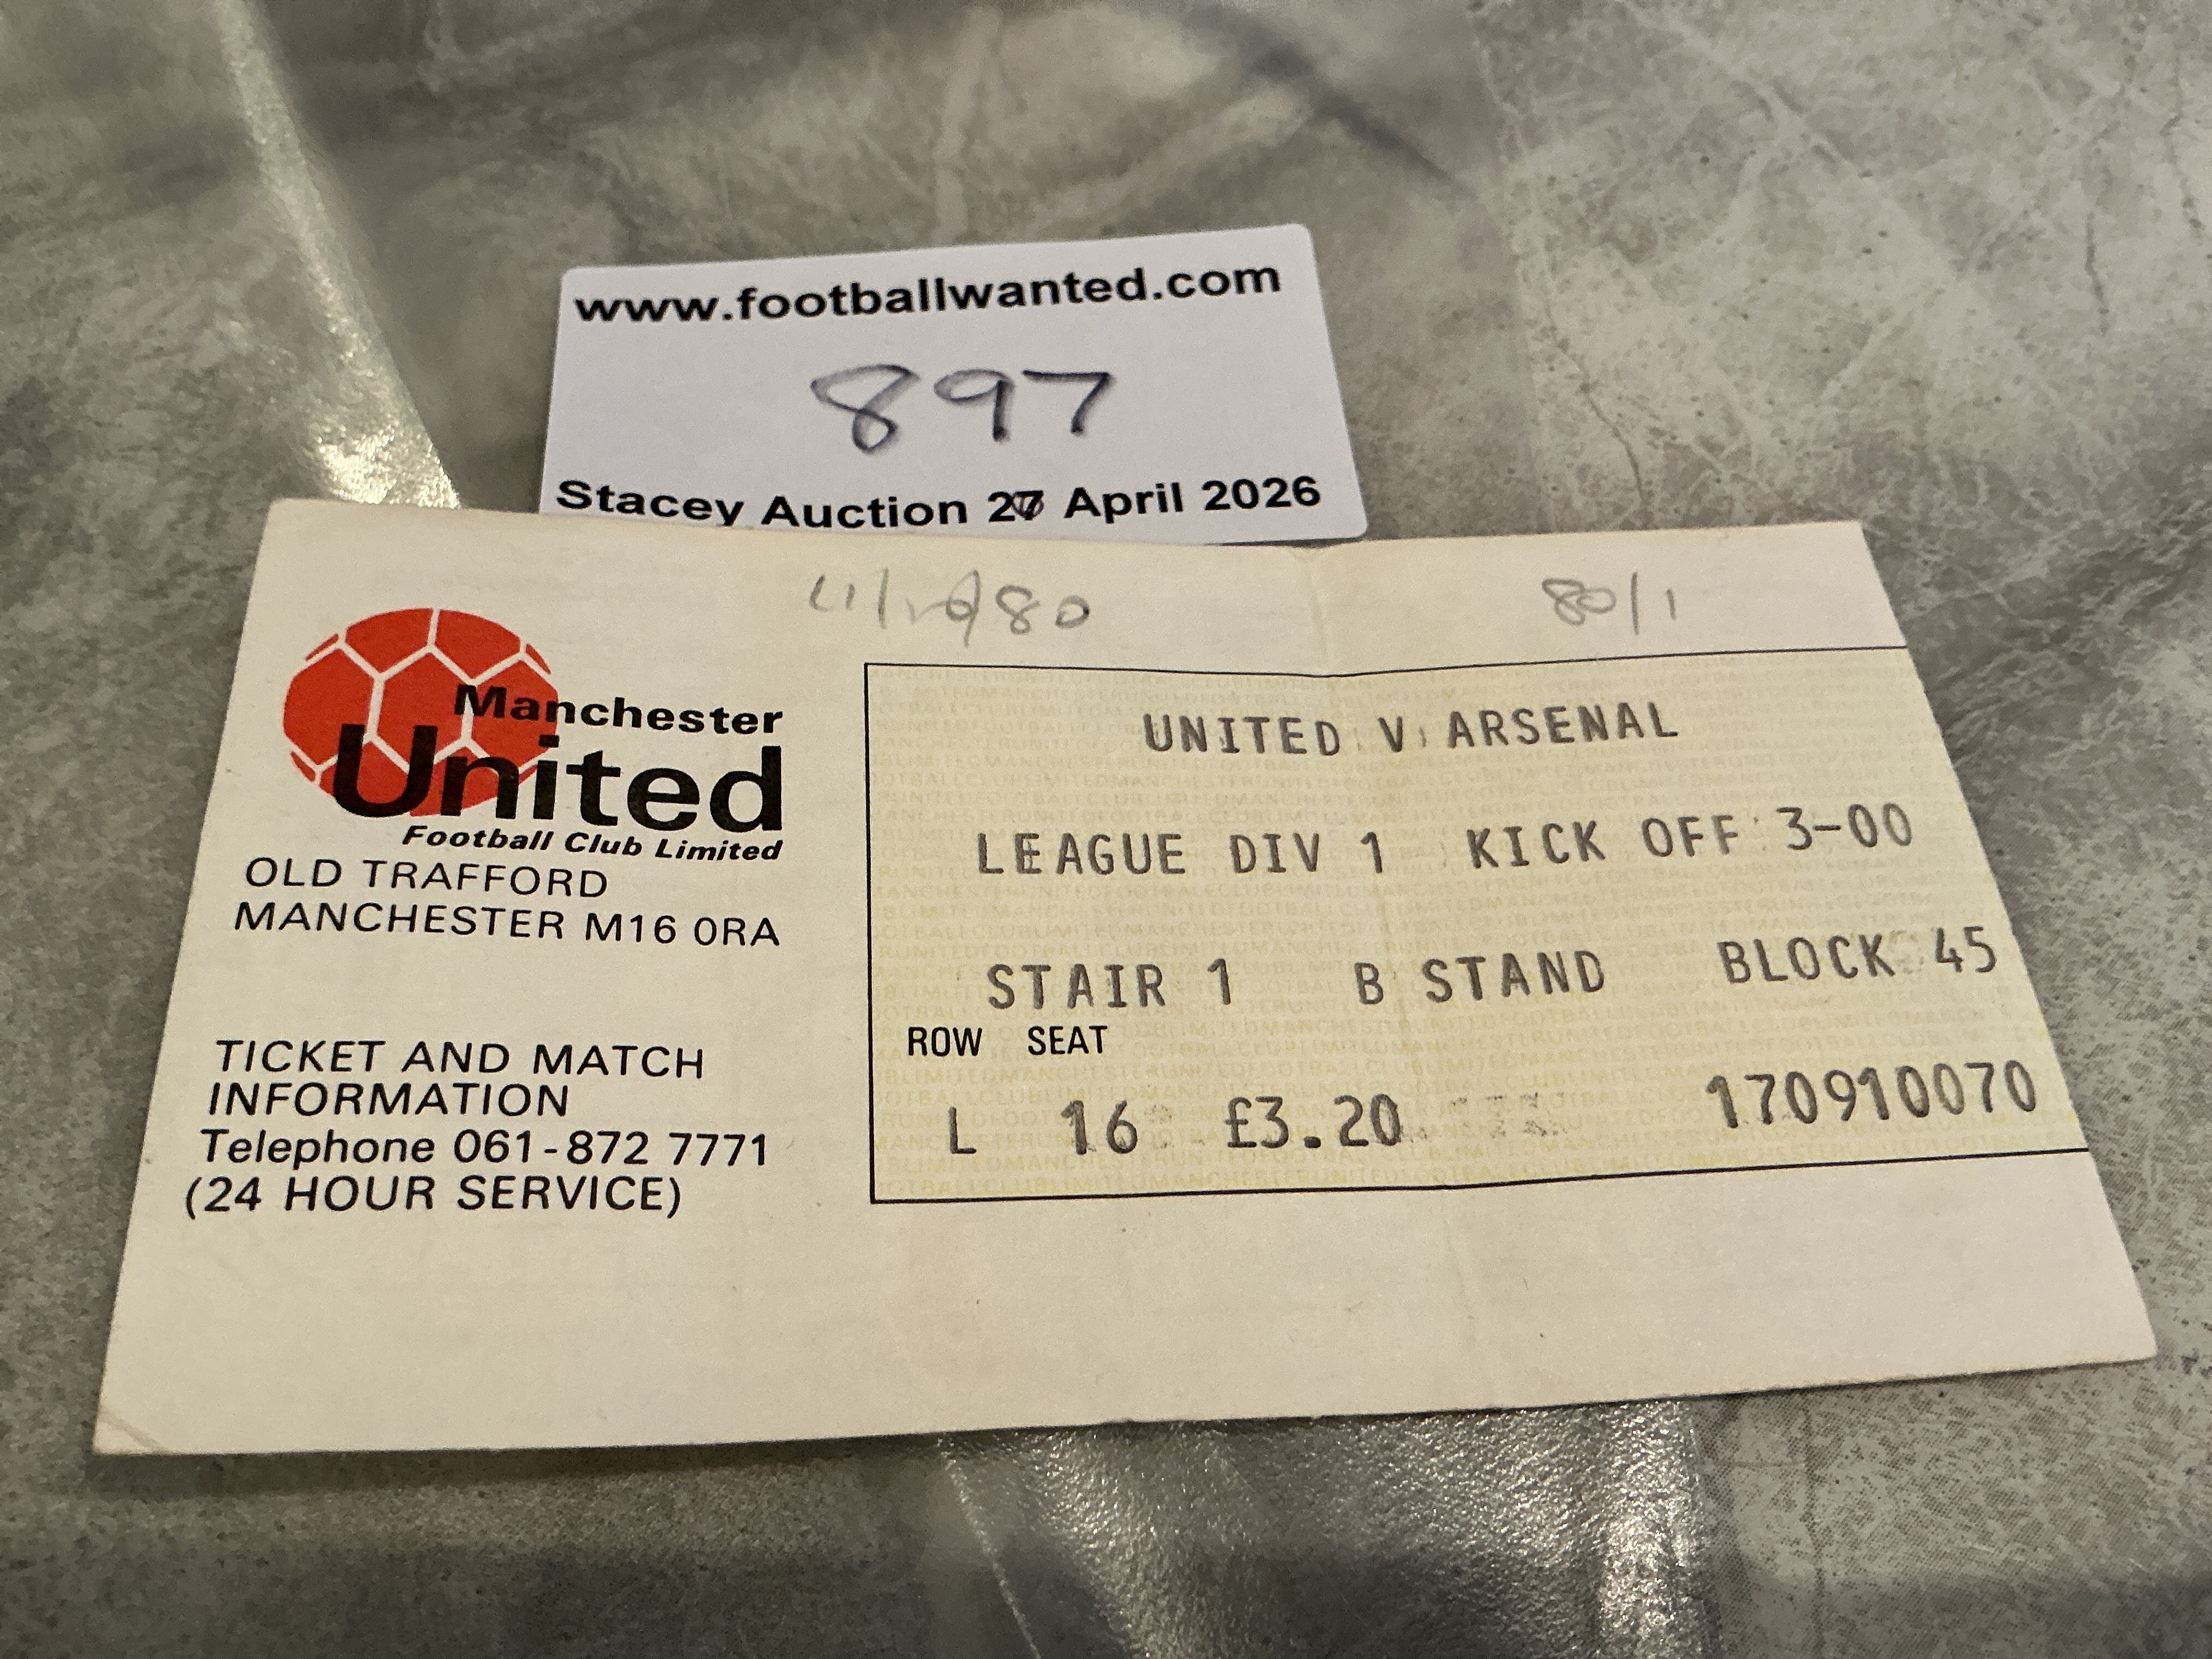 www.footballwanted.com
897
Stacey Auction 27 April 2026
80/1
Manchester
United
Football Club Limited
OLD TRAFFORD
MANCHESTER M16 0RA
TICKET AND MATCH
INFORMATION
Telephone 061-872 7771
(24 HOUR SERVICE)
UNITED V ARSENAL
LEAGUE DIV 1 KICK OFF 3-00
STAIR 1 B STAND BLOCK 45
ROW SEAT
L 16 £3.20 170910070